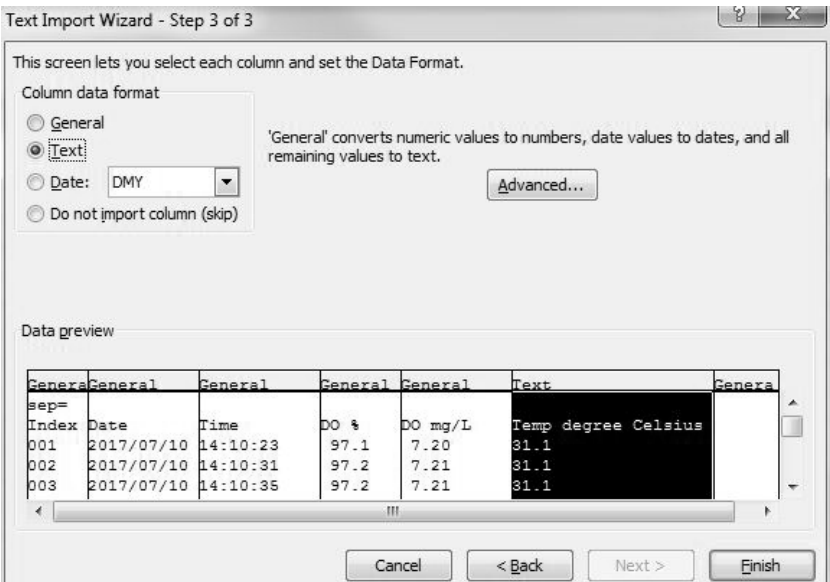 Text Import Wizard - Step 3 of 3
?
X
This screen lets you select each column and set the Data Format.
Column data format
General
Text
Date: DMY
Do not import column (skip)
'General' converts numeric values to numbers, date values to dates, and all
remaining values to text.
Advanced...
Data preview
GeneraGeneral General General General Text Genera
sep=
Index Date Time DO % DO mg/L Temp degree Celsius
001 2017/07/10 14:10:23 97.1 7.20 31.1
002 2017/07/10 14:10:31 97.2 7.21 31.1
003 2017/07/10 14:10:35 97.2 7.21 31.1
Cancel < Back Next > Finish